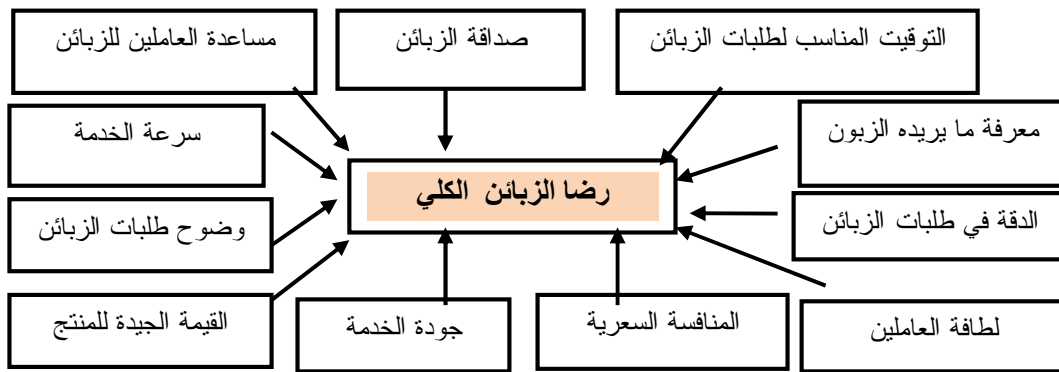 التوقيت المناسب لطلبات الزبائن
صداقة الزبائن
مساعدة العاملين للزبائن
معرفة ما يريده الزبون
سرعة الخدمة
رضا الزبائن الكلي
الدقة في طلبات الزبائن
وضوح طلبات الزبائن
لطافة العاملين
المنافسة السعرية
جودة الخدمة
القيمة الجيدة للمنتج